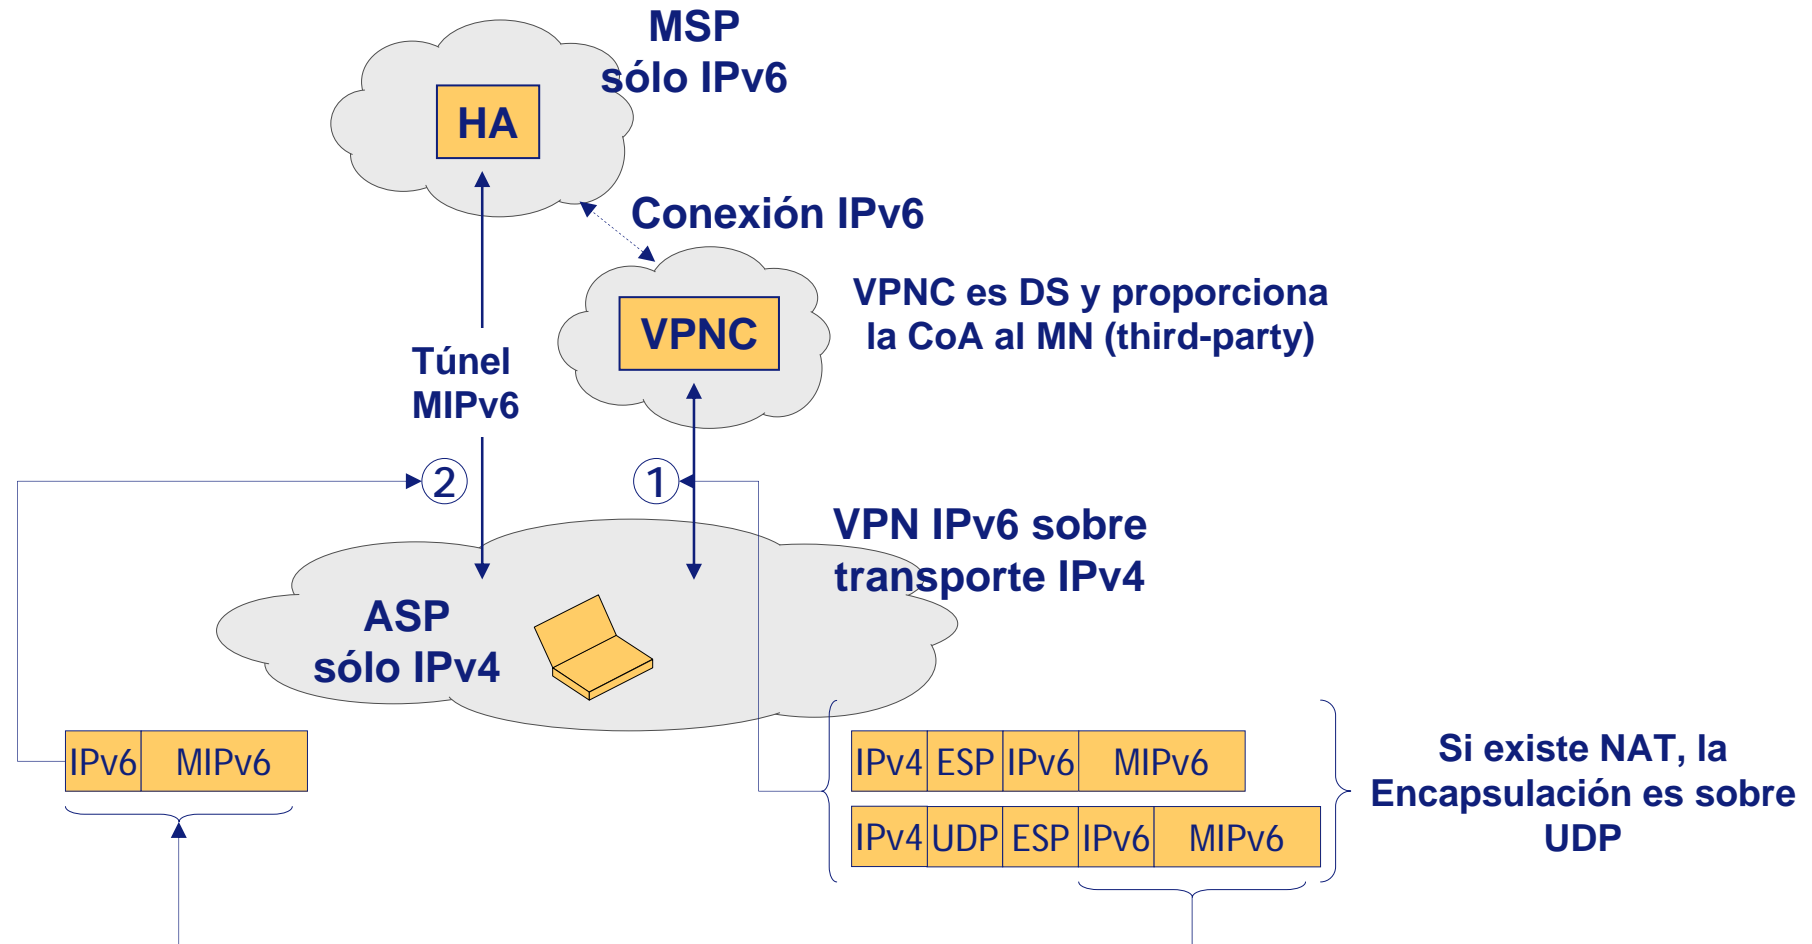 MSP
sólo IPv6
HA
Conexión IPv6
VPNC es DS y proporciona
la CoA al MN (third-party)
VPNC
Túnel
MIPv6
2
1
VPN IPv6 sobre
transporte IPv4
ASP
sólo IPv4
IPv6 MIPv6
IPv4 ESP IPv6 MIPv6
IPv4 UDP ESP IPv6 MIPv6
Si existe NAT, la
Encapsulación es sobre
UDP